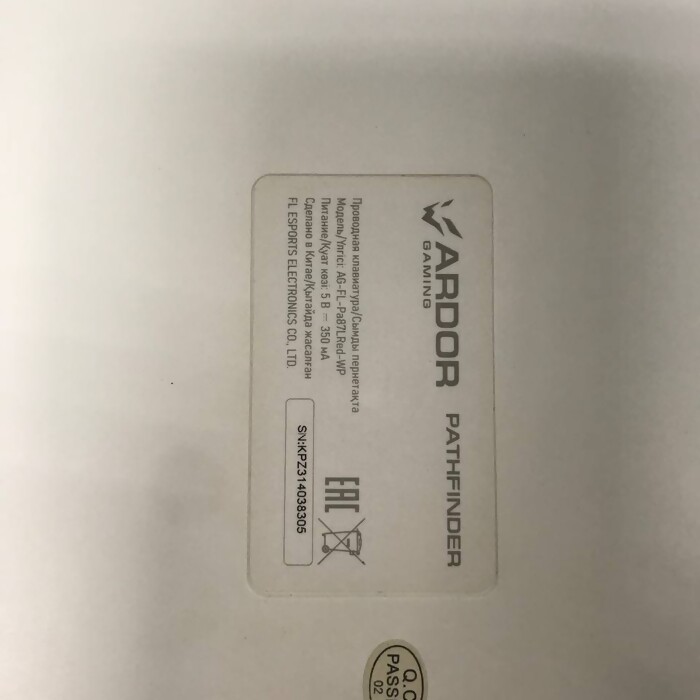 ARDOR PATHFINDER
GAMING
Проводная клавиатура/Сымды пернетақта
Модель/Үлгісі: AG-FL-Pa87LRed-WP
Питание/Қуат көзі: 5 В ⎓ 350 мА
Сделано в Китае/Қытайда жасалған
FL ESPORTS ELECTRONICS CO., LTD.
EAC
SN:KPZ314038305
PASS
02